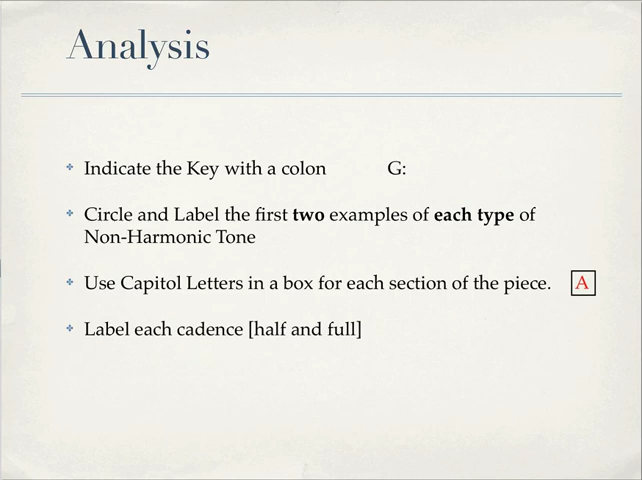 Analysis
Indicate the Key with a colon G:
Circle and Label the first two examples of each type of
Non-Harmonic Tone
Use Capitol Letters in a box for each section of the piece. A
Label each cadence [half and full]